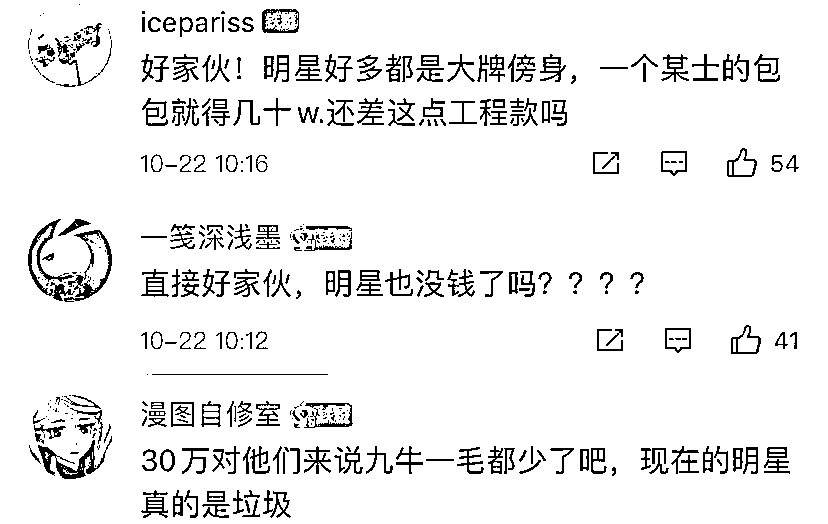 icepariss
好家伙！明星好多都是大牌傍身，一个某士的包
包就得几十w.还差这点工程款吗
10-22 10:16
54
一笺深浅墨
直接好家伙，明星也没钱了吗？？？？
10-22 10:12
41
漫图自修室
30万对他们来说九牛一毛都少了吧，现在的明星
真的是垃圾